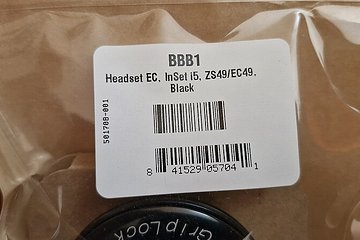 BBB1
Headset EC, InSet i5, ZS49/EC49,
Black
501708-001
8 41529 05704 1
GripLock